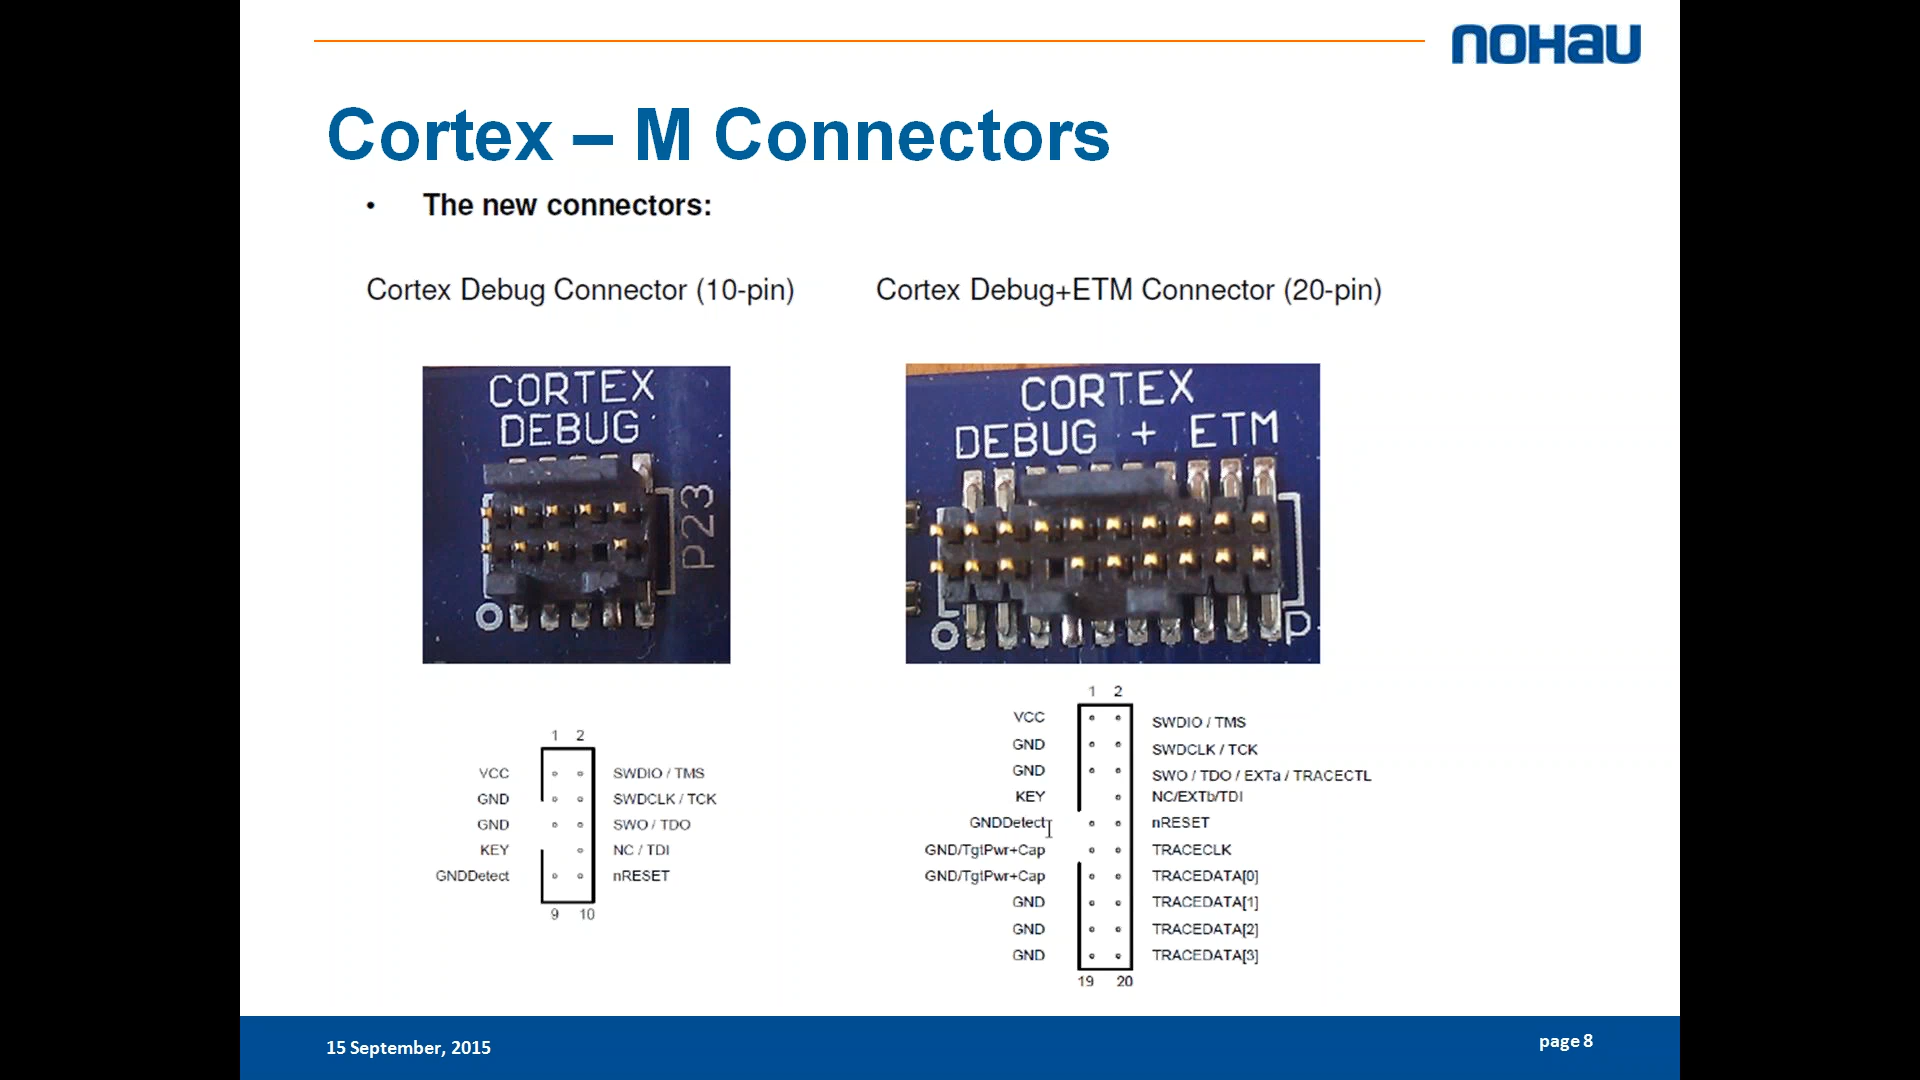 nOHaU
Cortex – M Connectors
• The new connectors:
Cortex Debug Connector (10-pin)
Cortex Debug+ETM Connector (20-pin)
CORTEX
DEBUG
P23
CORTEX
DEBUG + ETM
P
1 2
VCC SWDIO / TMS
GND SWDCLK / TCK
GND SWO / TDO
KEY NC / TDI
GNDDetect nRESET
9 10
1 2
VCC SWDIO / TMS
GND SWDCLK / TCK
GND SWO / TDO / EXTa / TRACECTL
KEY NC/EXTb/TDI
GNDDetect nRESET
GND/TgtPwr+Cap TRACECLK
GND/TgtPwr+Cap TRACEDATA[0]
GND TRACEDATA[1]
GND TRACEDATA[2]
GND TRACEDATA[3]
19 20
15 September, 2015
page 8